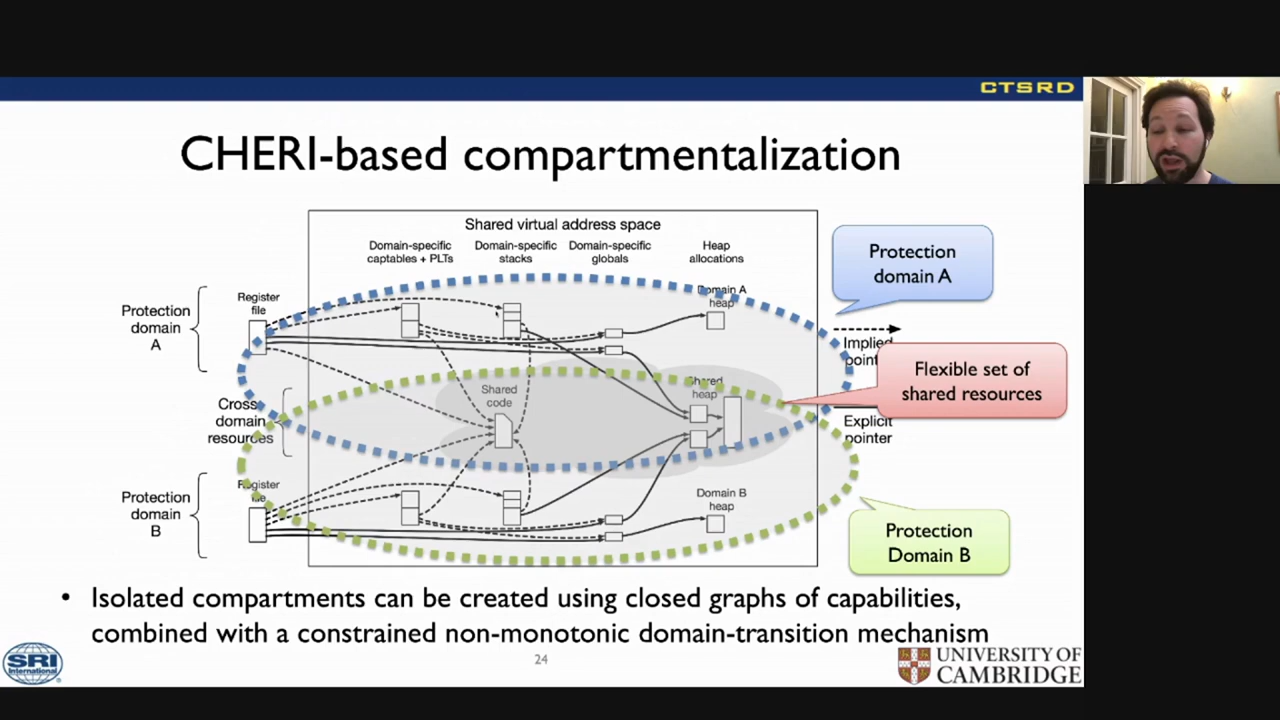 CTSRD
CHERI-based compartmentalization
Shared virtual address space
Domain-specific
captables + PLTs
Domain-specific
stacks
Domain-specific
globals
Heap
allocations
Protection
domain
A
Register
file
Domain A
heap
Protection
domain A
Implied
Flexible set of
shared resources
Cross
domain
resources
Shared
code
Shared
heap
Explicit
pointer
Protection
domain
B
Register
file
Domain B
heap
Protection
Domain B
• Isolated compartments can be created using closed graphs of capabilities,
combined with a constrained non-monotonic domain-transition mechanism
SRI
International
24
UNIVERSITY OF
CAMBRIDGE